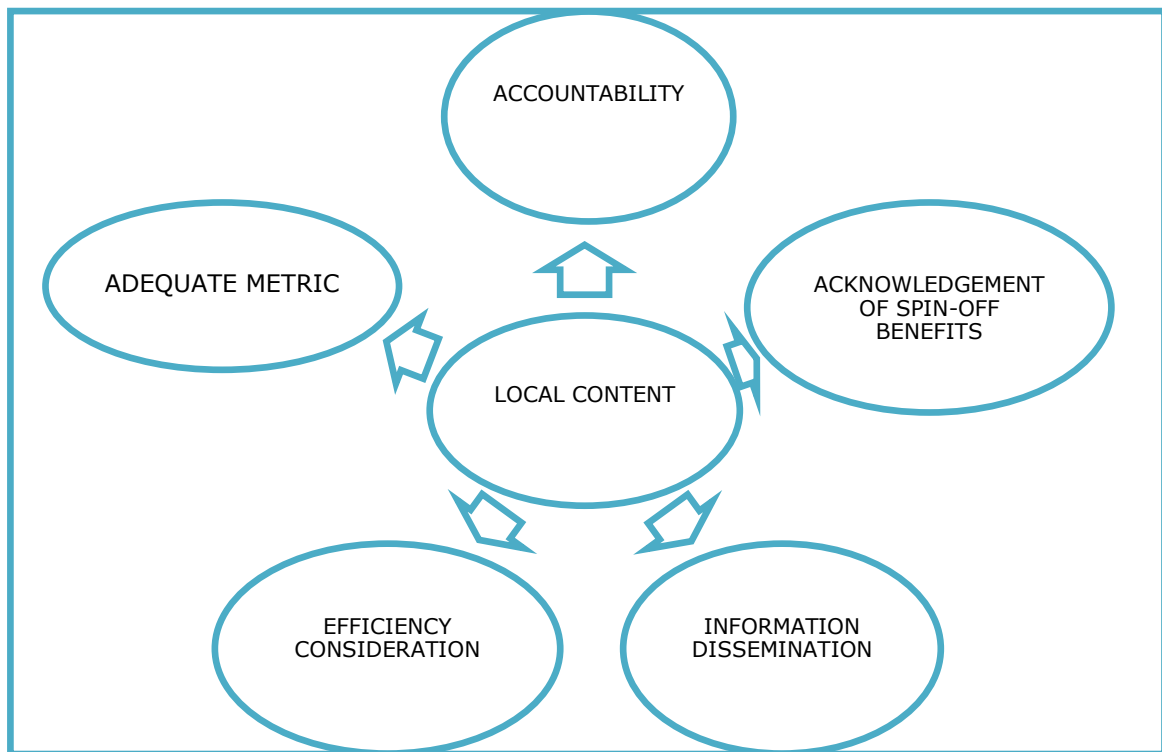 ACCOUNTABILITY
ADEQUATE METRIC
ACKNOWLEDGEMENT
OF SPIN-OFF
BENEFITS
LOCAL CONTENT
EFFICIENCY
CONSIDERATION
INFORMATION
DISSEMINATION